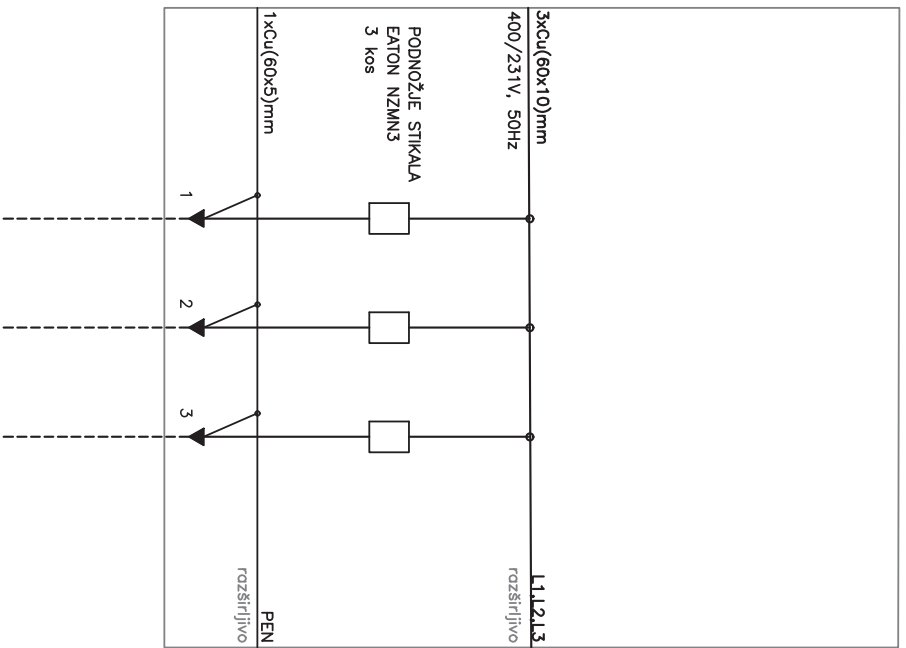 3xCu(60x10)mm
400/231V, 50Hz
L1,L2,L3
razširljivo
PODNOŽJE STIKALA
EATON NZMN3
3 kos
1xCu(60x5)mm
PEN
razširljivo
1
2
3